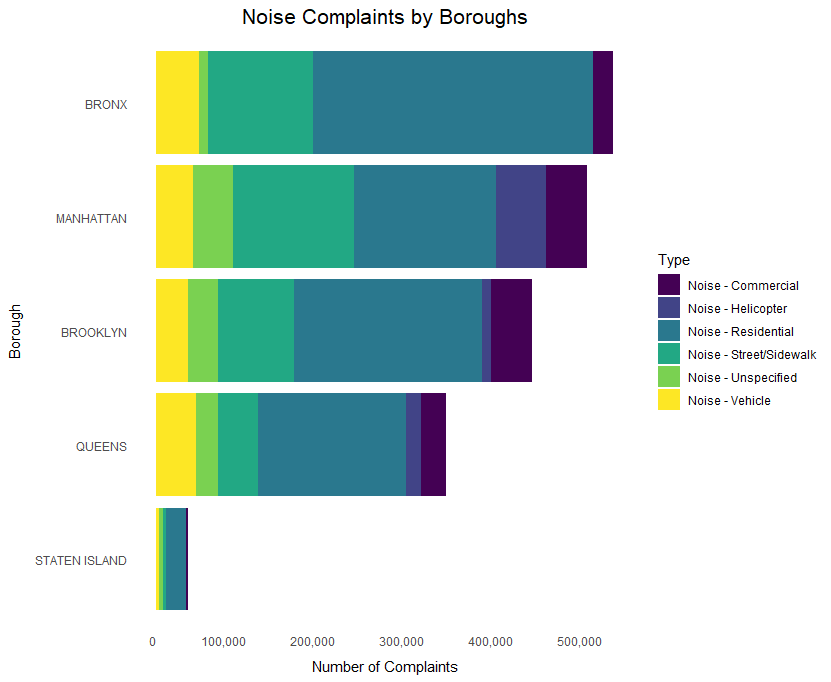 Noise Complaints by Boroughs
Borough
BRONX
MANHATTAN
BROOKLYN
QUEENS
STATEN ISLAND
0 100,000 200,000 300,000 400,000 500,000
Number of Complaints
Type
Noise - Commercial
Noise - Helicopter
Noise - Residential
Noise - Street/Sidewalk
Noise - Unspecified
Noise - Vehicle